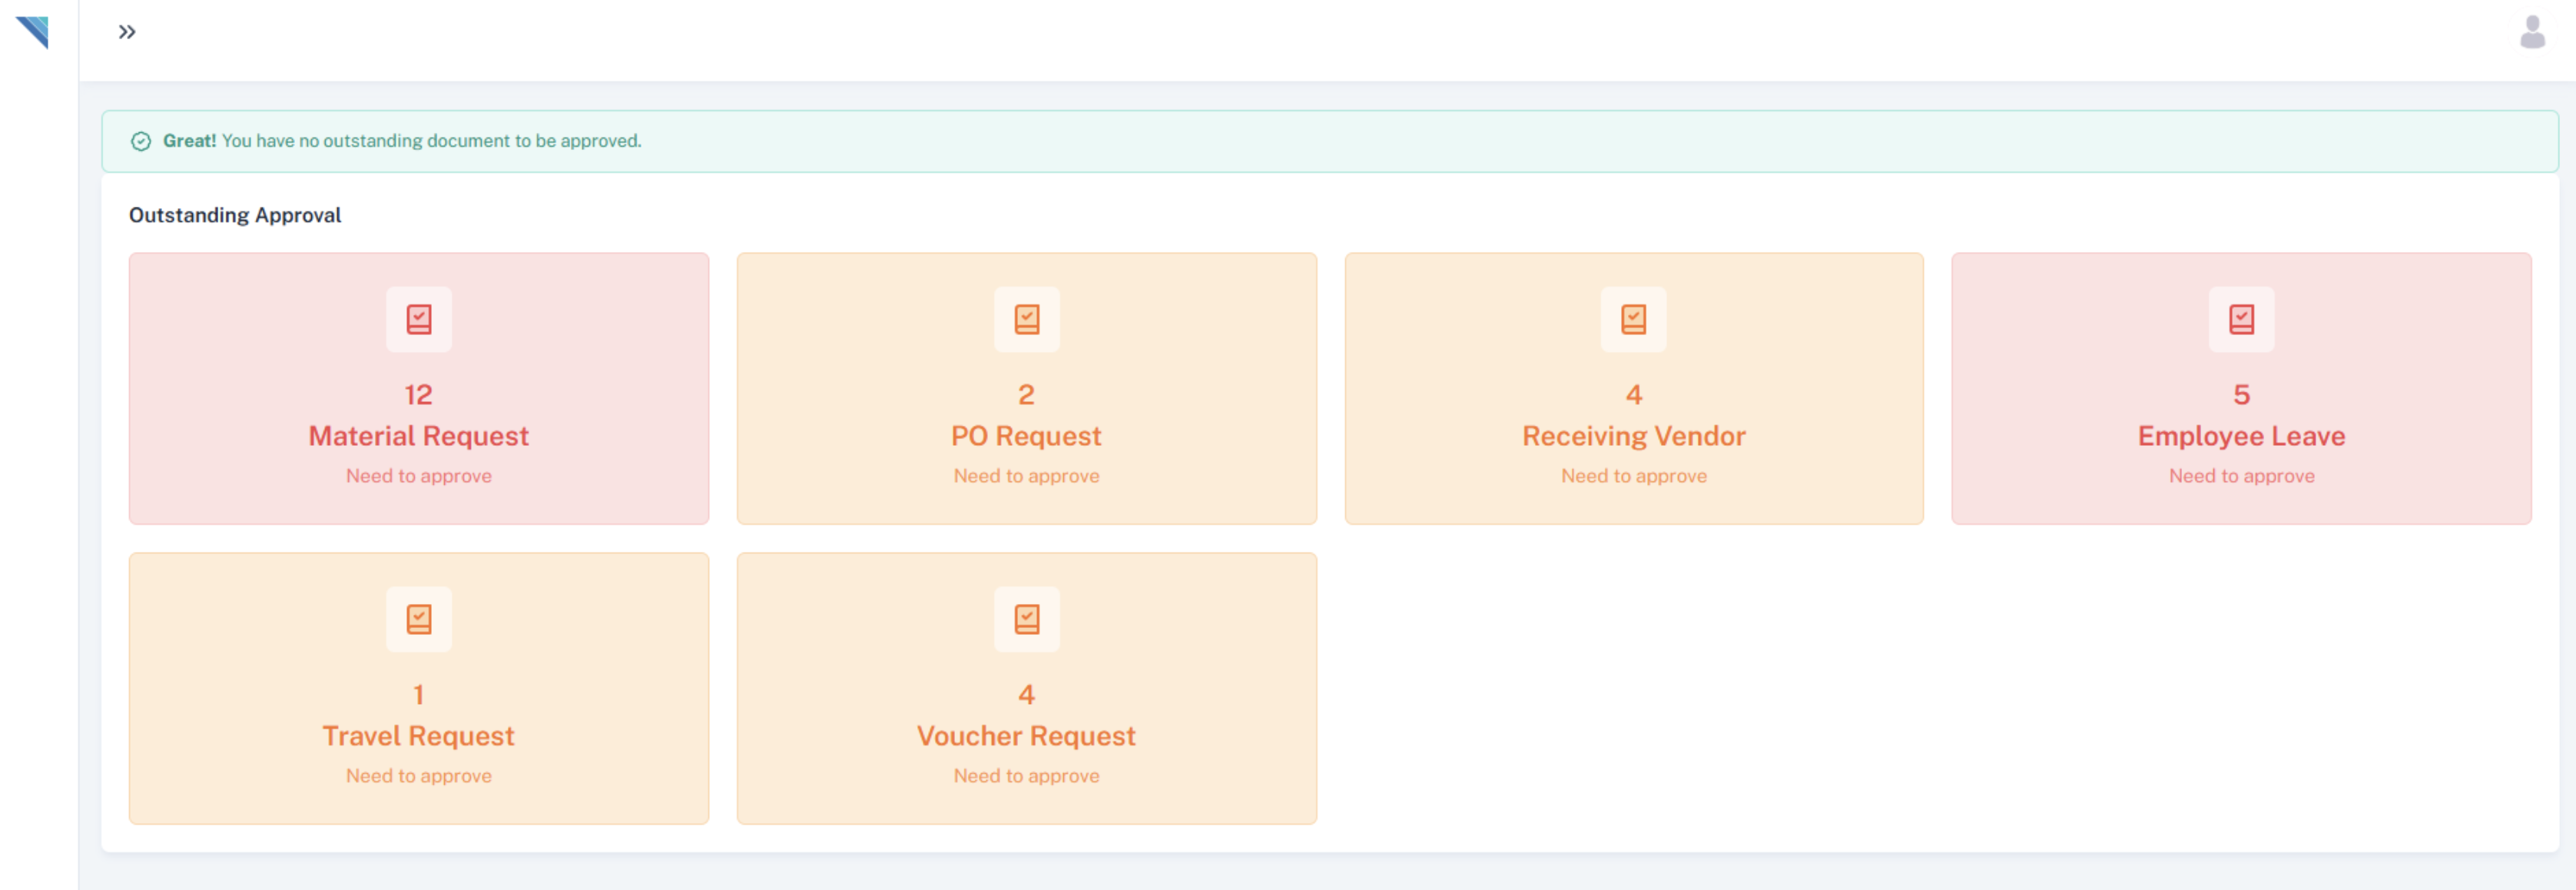 Great! You have no outstanding document to be approved.
Outstanding Approval
12
Material Request
Need to approve
2
PO Request
Need to approve
4
Receiving Vendor
Need to approve
5
Employee Leave
Need to approve
1
Travel Request
Need to approve
4
Voucher Request
Need to approve